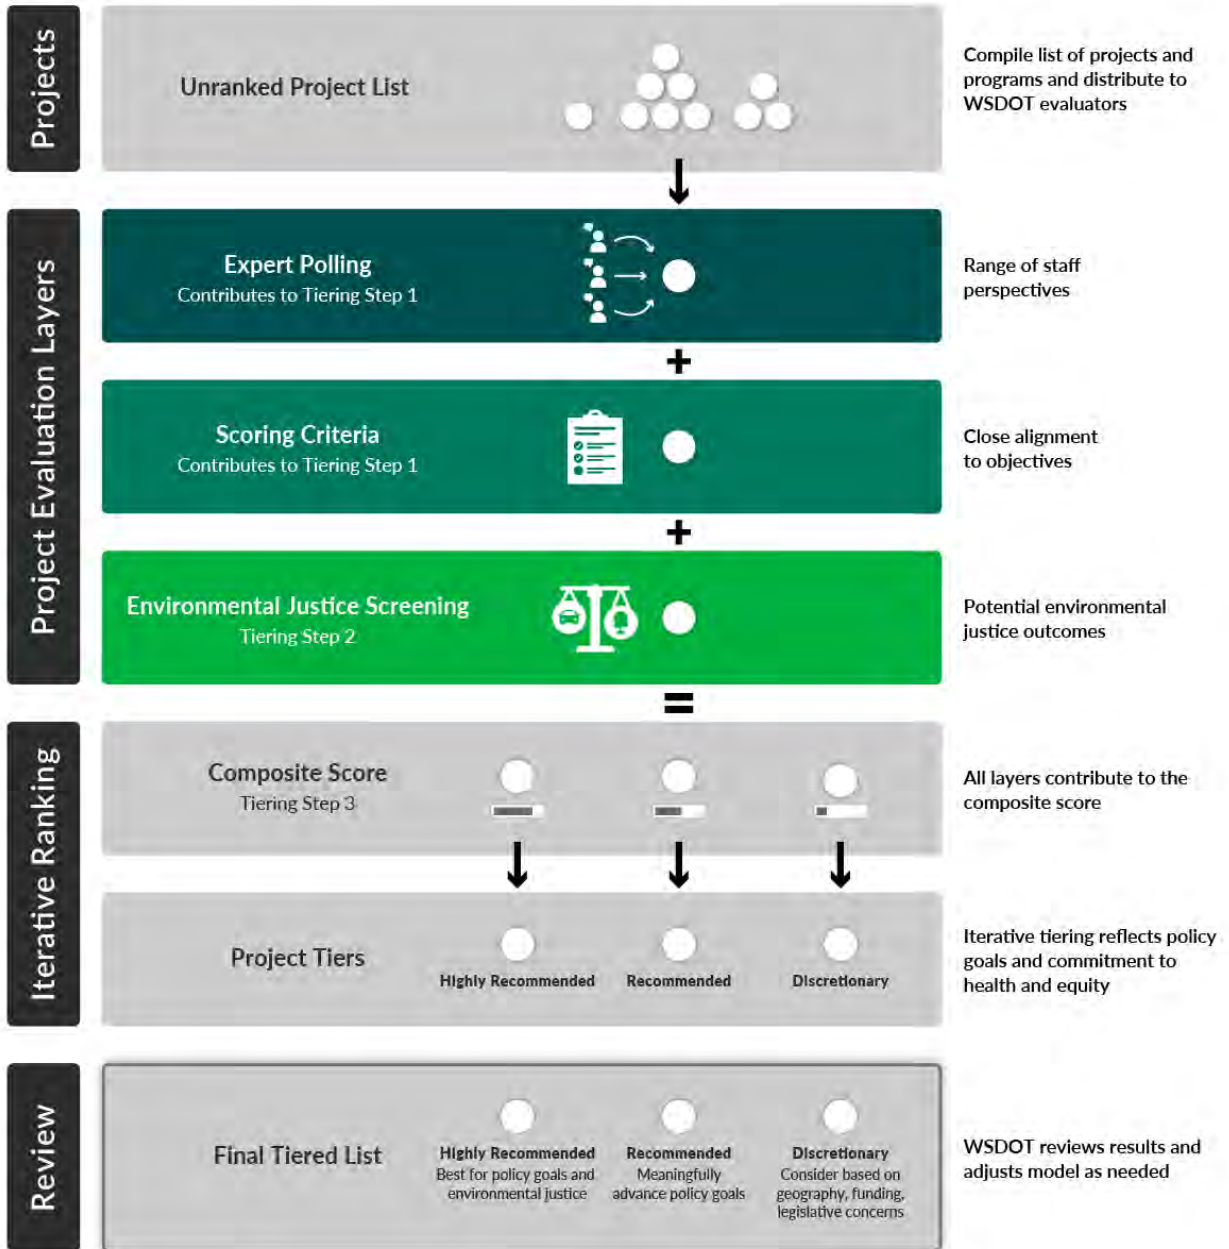 Projects
Unranked Project List
Compile list of projects and
programs and distribute to
WSDOT evaluators
Project Evaluation Layers
Expert Polling
Contributes to Tiering Step 1
Range of staff
perspectives
+
Scoring Criteria
Contributes to Tiering Step 1
Close alignment
to objectives
+
Environmental Justice Screening
Tiering Step 2
Potential environmental
justice outcomes
=
Iterative Ranking
Composite Score
Tiering Step 3
All layers contribute to the
composite score
Project Tiers
Highly Recommended
Recommended
Discretionary
Iterative tiering reflects policy
goals and commitment to
health and equity
Review
Final Tiered List
Highly Recommended
Best for policy goals and
environmental justice
Recommended
Meaningfully
advance policy goals
Discretionary
Consider based on
geography, funding,
legislative concerns
WSDOT reviews results and
adjusts model as needed